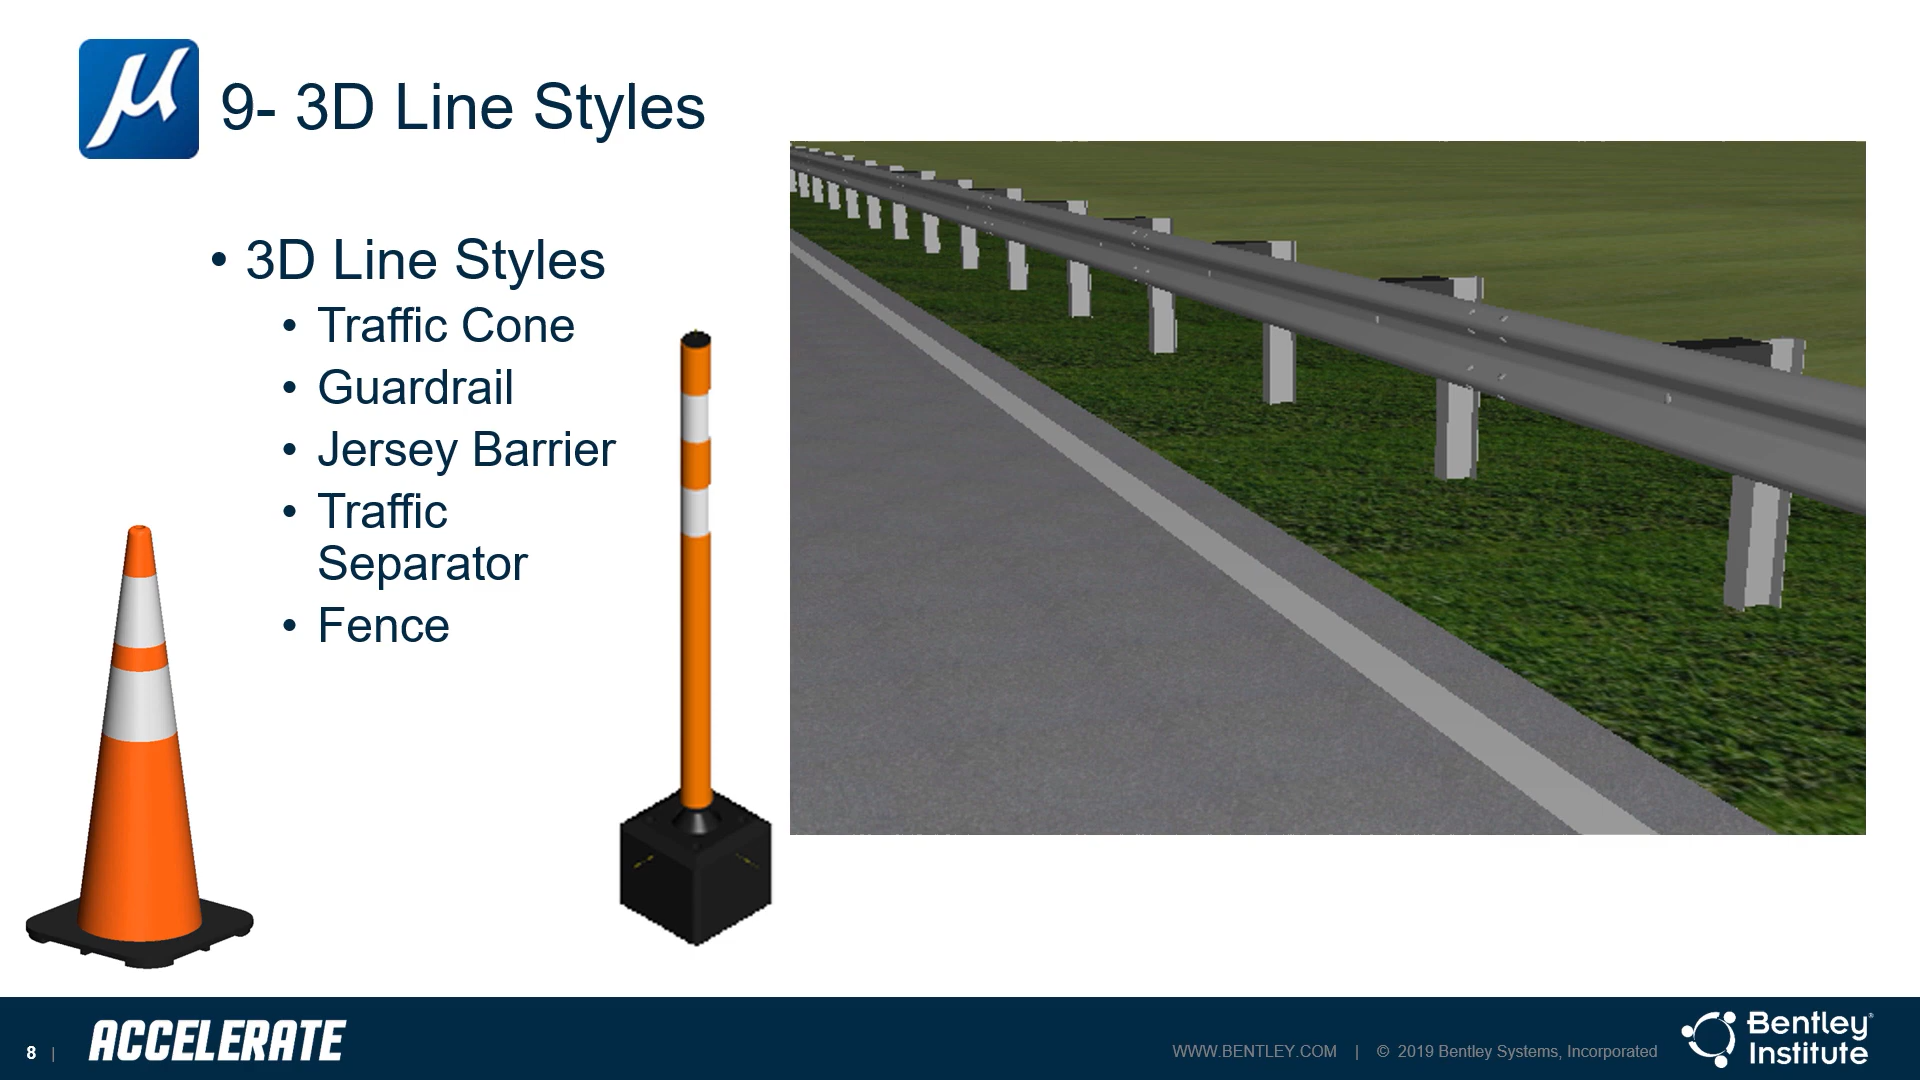 μ
9- 3D Line Styles
• 3D Line Styles
• Traffic Cone
• Guardrail
• Jersey Barrier
• Traffic
Separator
• Fence
8 | ACCELERATE
WWW.BENTLEY.COM | © 2019 Bentley Systems, Incorporated
Bentley®
Institute